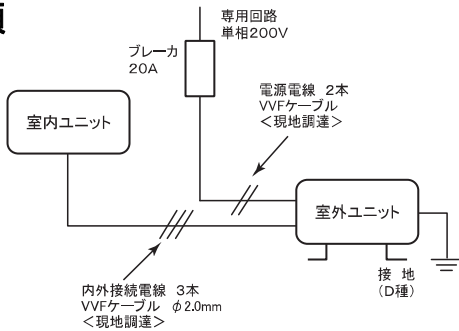 専用回路
単相200V
ブレーカ
20A
電源電線 2本
VVFケーブル
＜現地調達＞
室内ユニット
室外ユニット
接 地
（D種）
内外接続電線 3本
VVFケーブル φ2.0mm
＜現地調達＞